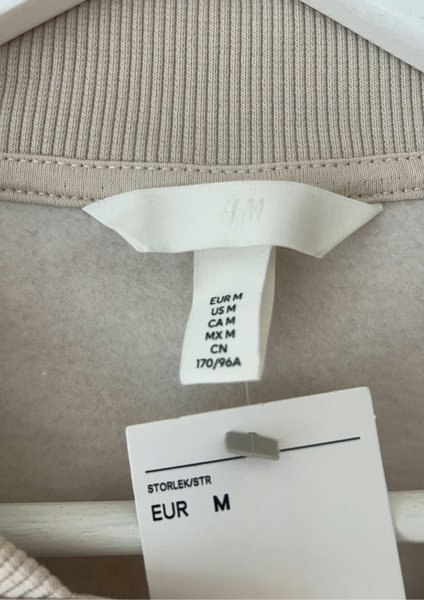 H&M
EUR M
US M
CA M
MX M
CN
170/96A
STORLEK/STR
EUR M